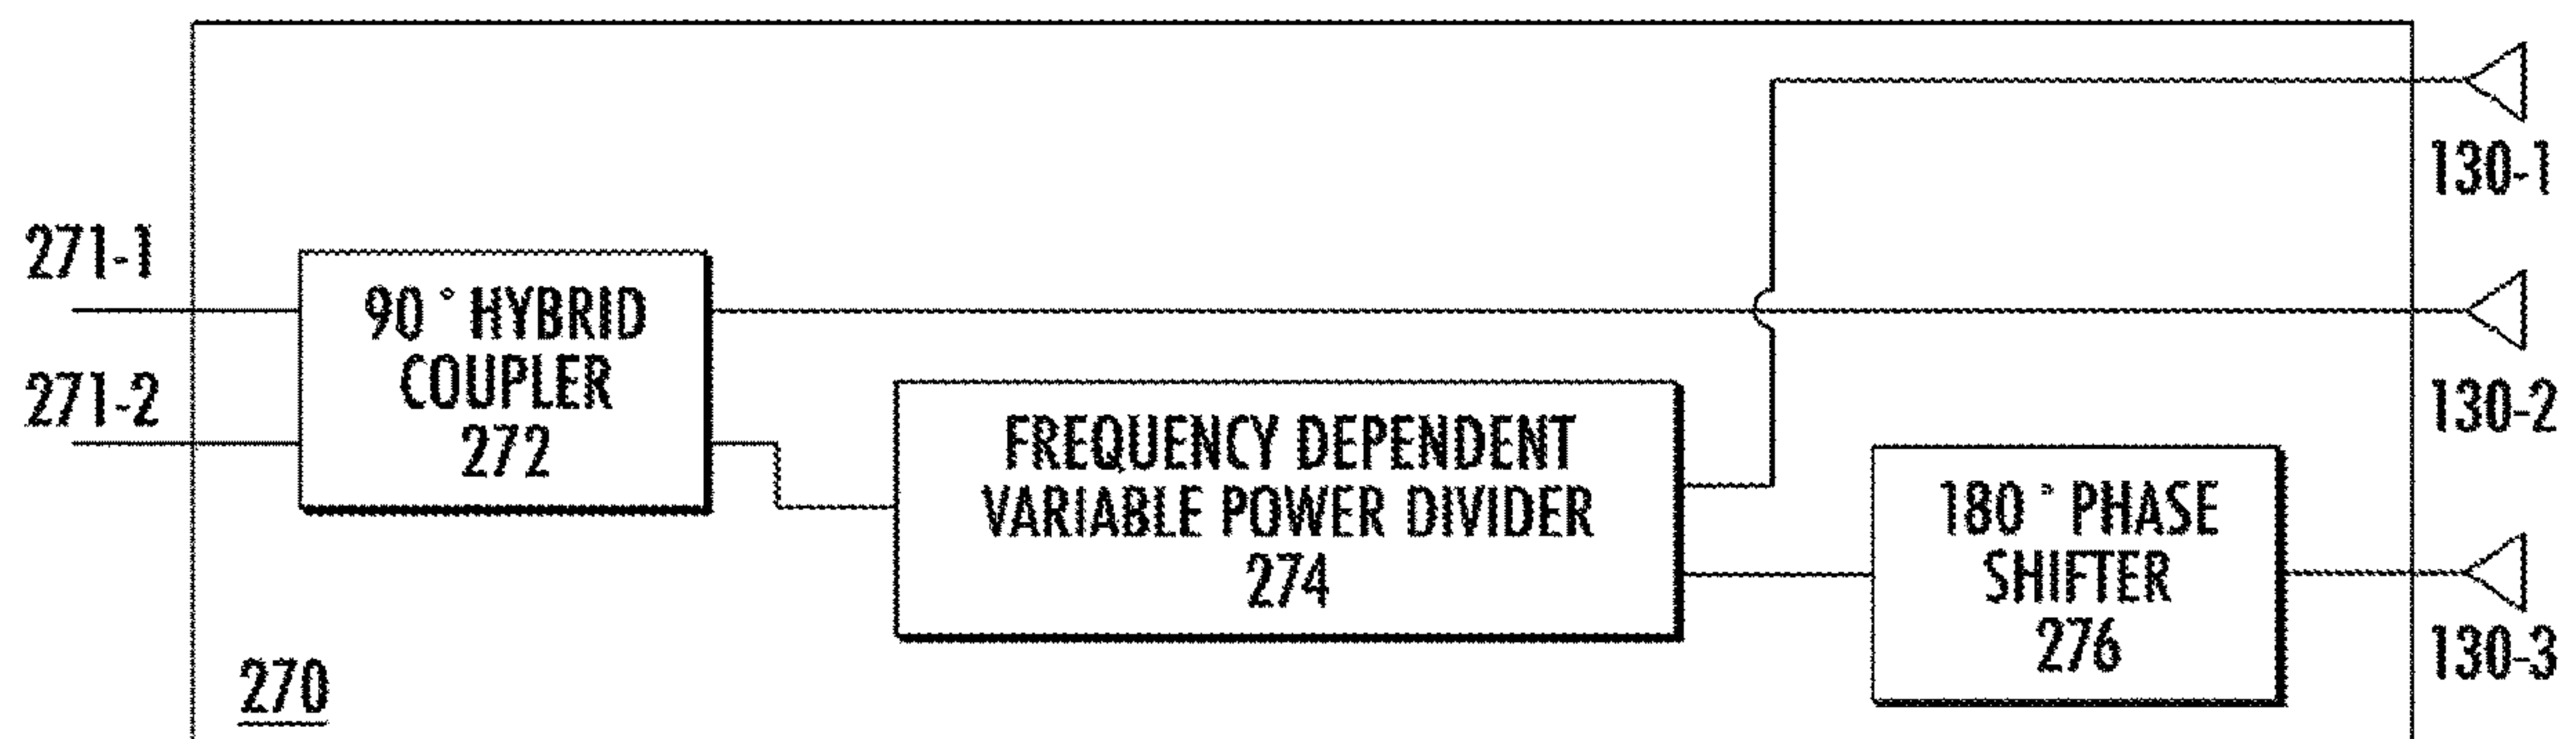 130-1
271-1
90° HYBRID
COUPLER
272
271-2
130-2
FREQUENCY DEPENDENT
VARIABLE POWER DIVIDER
274
180° PHASE
SHIFTER
276
130-3
270